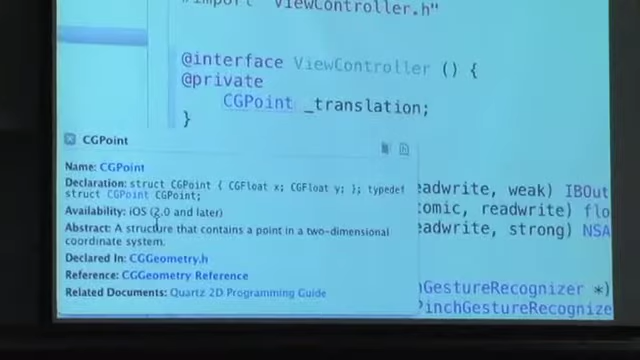 #import "ViewController.h"
@interface ViewController () {
@private
CGPoint _translation;
}
CGPoint
Name: CGPoint
Declaration: struct CGPoint { CGFloat x; CGFloat y; }; typedef
struct CGPoint CGPoint;
Availability: iOS (2.0 and later)
Abstract: A structure that contains a point in a two-dimensional
coordinate system.
Declared In: CGGeometry.h
Reference: CGGeometry Reference
Related Documents: Quartz 2D Programming Guide
eadwrite, weak) IBOut
omic, readwrite) flo
eadwrite, strong) NSA
GestureRecognizer *)
PinchGestureRecognize